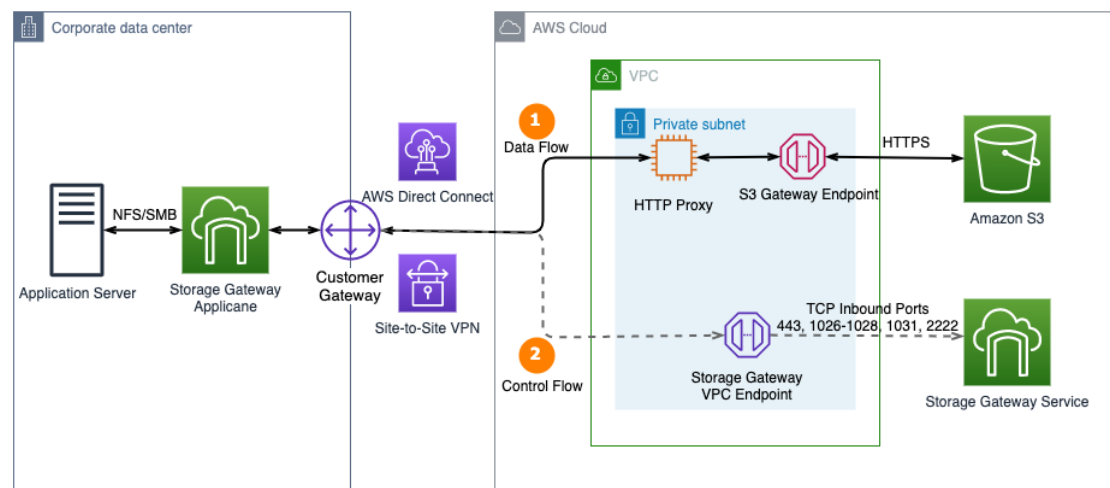 Corporate data center
AWS Cloud
VPC
1
Data Flow
Private subnet
HTTPS
AWS Direct Connect
HTTP Proxy
S3 Gateway Endpoint
Amazon S3
NFS/SMB
Application Server
Storage Gateway
Applicane
Customer
Gateway
Site-to-Site VPN
TCP Inbound Ports
443, 1026-1028, 1031, 2222
2
Control Flow
Storage Gateway
VPC Endpoint
Storage Gateway Service